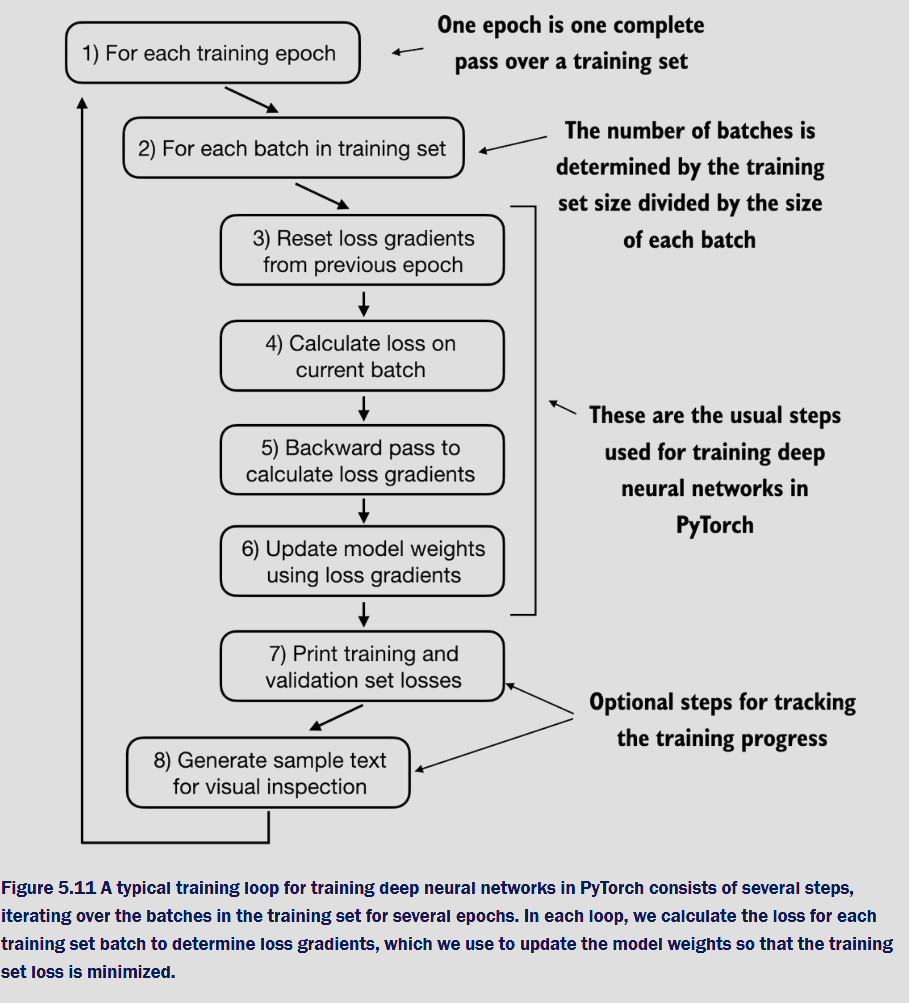 1) For each training epoch
One epoch is one complete
pass over a training set
2) For each batch in training set
The number of batches is
determined by the training
set size divided by the size
of each batch
3) Reset loss gradients
from previous epoch
4) Calculate loss on
current batch
5) Backward pass to
calculate loss gradients
6) Update model weights
using loss gradients
These are the usual steps
used for training deep
neural networks in
PyTorch
7) Print training and
validation set losses
8) Generate sample text
for visual inspection
Optional steps for tracking
the training progress
Figure 5.11 A typical training loop for training deep neural networks in PyTorch consists of several steps,
iterating over the batches in the training set for several epochs. In each loop, we calculate the loss for each
training set batch to determine loss gradients, which we use to update the model weights so that the training
set loss is minimized.